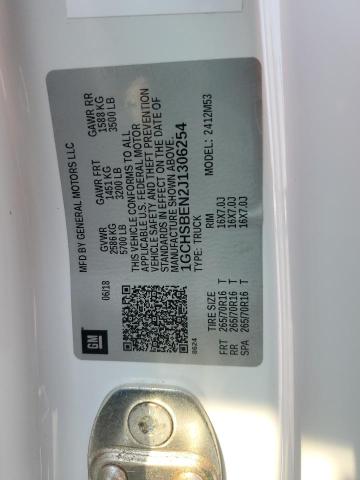 GM
06/18
MFD BY GENERAL MOTORS LLC
GVWR
2586 KG
5700 LB
GAWR FRT
1451 KG
3200 LB
GAWR RR
1588 KG
3500 LB
THIS VEHICLE CONFORMS TO ALL
APPLICABLE U.S. FEDERAL MOTOR
VEHICLE SAFETY AND THEFT PREVENTION
STANDARDS IN EFFECT ON THE DATE OF
MANUFACTURE SHOWN ABOVE.
1GCHSBEN2J1306254
TYPE: TRUCK
MODEL: 2412M53
8624
TIRE SIZE RIM
FRT 265/70R16 T 16X7.0J
RR 265/70R16 T 16X7.0J
SPA 265/70R16 T 16X7.0J